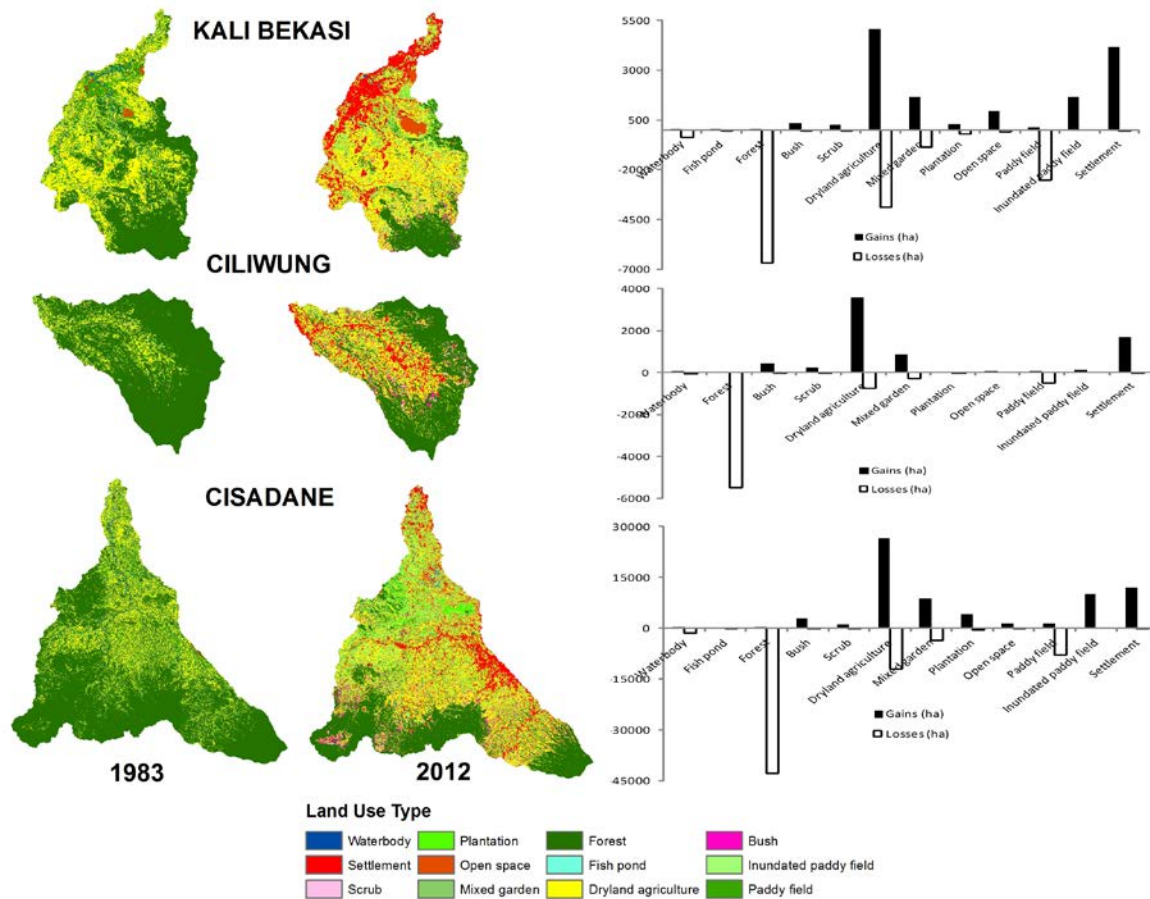 KALI BEKASI
5500
3000
500
-2000
-4500
-7000
Waterbody
Fish pond
Forest
Bush
Scrub
Dryland agriculture
Mixed garden
Plantation
Open space
Paddy field
Inundated paddy field
Settlement
Gains (ha)
Losses (ha)
CILIWUNG
4000
2000
0
-2000
-4000
-6000
Waterbody
Forest
Bush
Scrub
Dryland agriculture
Mixed garden
Plantation
Open space
Paddy field
Inundated paddy field
Settlement
Gains (ha)
Losses (ha)
CISADANE
30000
15000
0
-15000
-30000
-45000
Waterbody
Fish pond
Forest
Bush
Scrub
Dryland agriculture
Mixed garden
Plantation
Open space
Paddy field
Inundated paddy field
Settlement
Gains (ha)
Losses (ha)
1983 2012
Land Use Type
Waterbody Plantation Forest Bush
Settlement Open space Fish pond Inundated paddy field
Scrub Mixed garden Dryland agriculture Paddy field